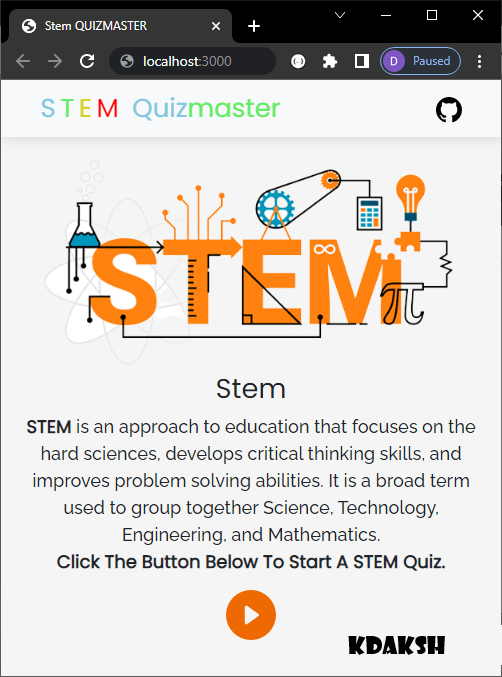 Stem QUIZMASTER
localhost:3000
D Paused
STEM Quizmaster
STEM
∞
π
Stem
STEM is an approach to education that focuses on the
hard sciences, develops critical thinking skills, and
improves problem solving abilities. It is a broad term
used to group together Science, Technology,
Engineering, and Mathematics.
Click The Button Below To Start A STEM Quiz.
KDAKSH